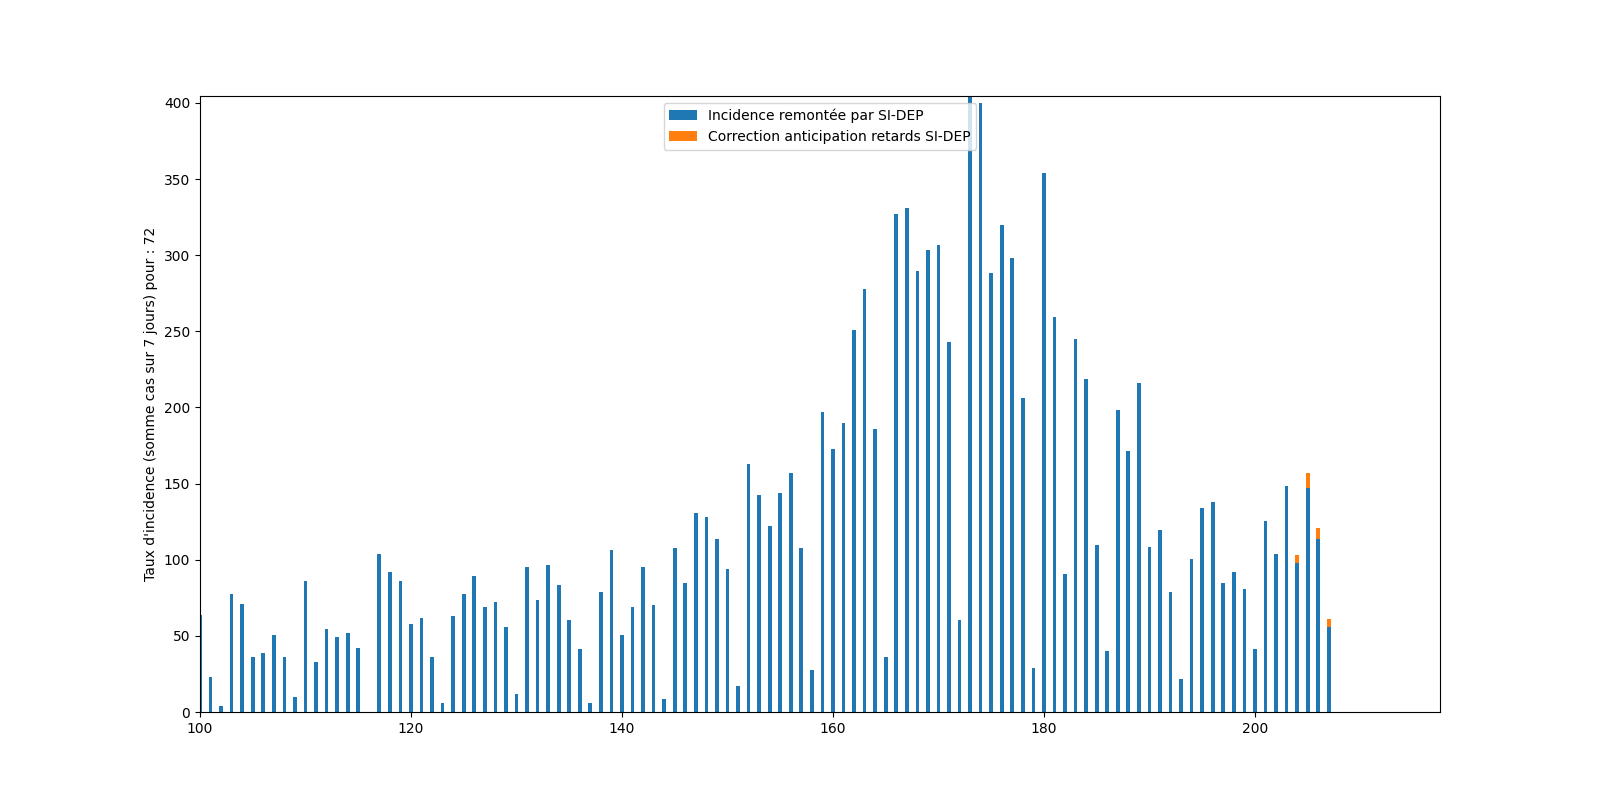 Incidence remontée par SI-DEP
Correction anticipation retards SI-DEP
Taux d'incidence (somme cas sur 7 jours) pour : 72
400
350
300
250
200
150
100
50
0
100 120 140 160 180 200